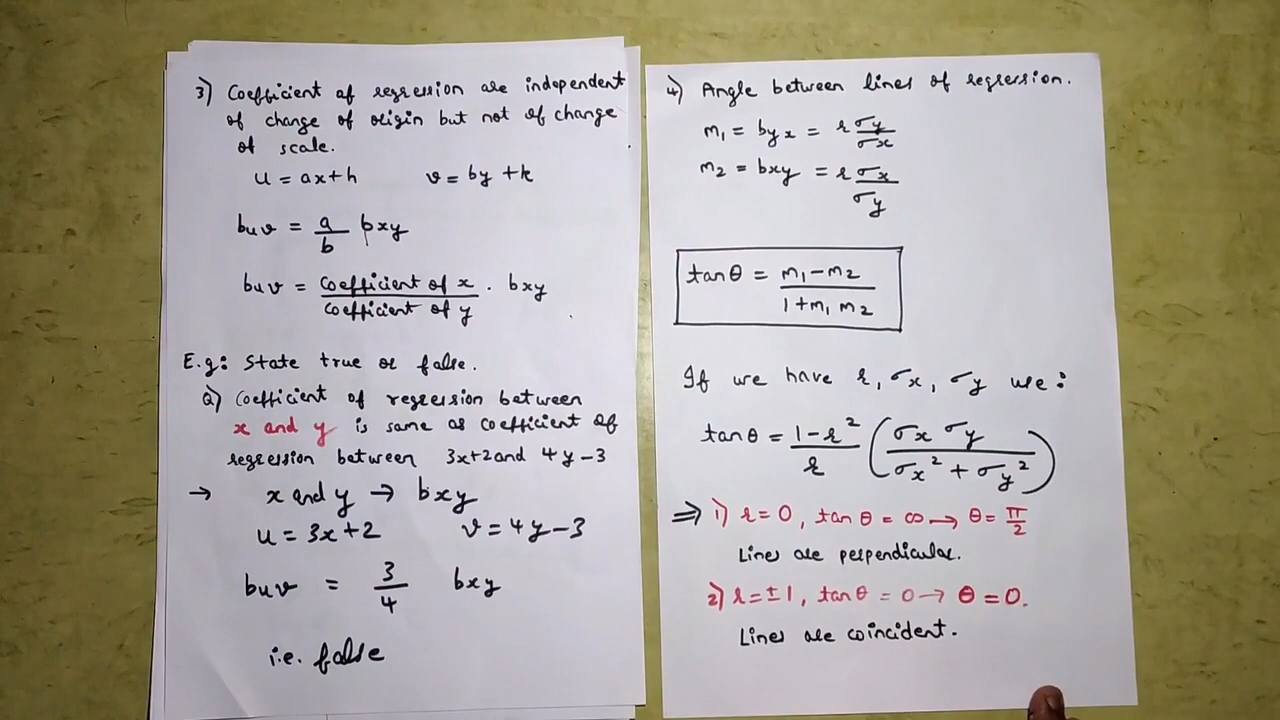 3) Coefficient of regression are independent
of change of origin but not of change
of scale.
u = ax+h v = by +k
buv = a/b bxy
buv = coefficient of x / coefficient of y . bxy
E.g: State true or false.
Q) Coefficient of regression between
x and y is same as coefficient of
regression between 3x+2 and 4y-3
→ x and y → bxy
u = 3x+2 v = 4y-3
buv = 3/4 bxy
i.e. false
4) Angle between lines of regression.
m₁ = byx = r σy/σx
m₂ = bxy = r σx/σy
tan θ = m₁-m₂ / 1+m₁ m₂
If we have r, σx, σy use:
tan θ = 1-r²/r (σx σy / σx² + σy²)
⇒ 1) r=0, tan θ = ∞ → θ = π/2
Lines are perpendicular.
2) r=±1, tan θ = 0 → θ = 0.
Lines are coincident.